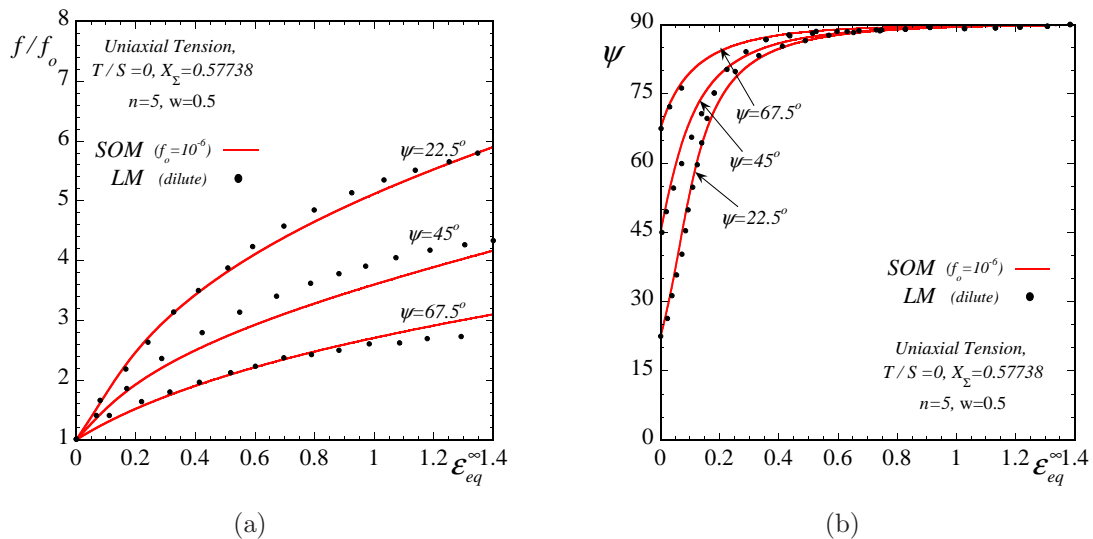 8
7
6
5
4
3
2
1
f/f_o
Uniaxial Tension,
T/S=0, X_Σ=0.57738
n=5, w=0.5
SOM (f_o=10^-6)
LM (dilute)
ψ=22.5^o
ψ=45^o
ψ=67.5^o
0 0.2 0.4 0.6 0.8 1 1.2 1.4
ε_eq^∞
(a)
90
75
60
45
30
15
0
ψ
ψ=67.5^o
ψ=45^o
ψ=22.5^o
SOM (f_o=10^-6)
LM (dilute)
Uniaxial Tension,
T/S=0, X_Σ=0.57738
n=5, w=0.5
0 0.2 0.4 0.6 0.8 1 1.2 1.4
ε_eq^∞
(b)